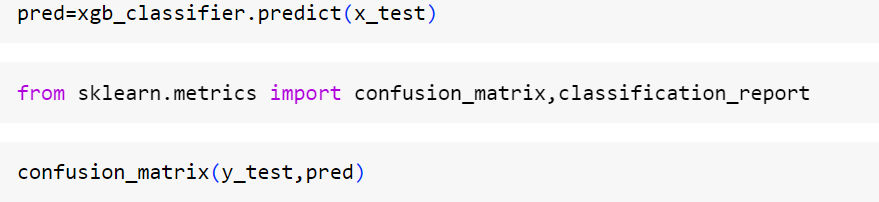 pred=xgb_classifier.predict(x_test)
from sklearn.metrics import confusion_matrix,classification_report
confusion_matrix(y_test,pred)